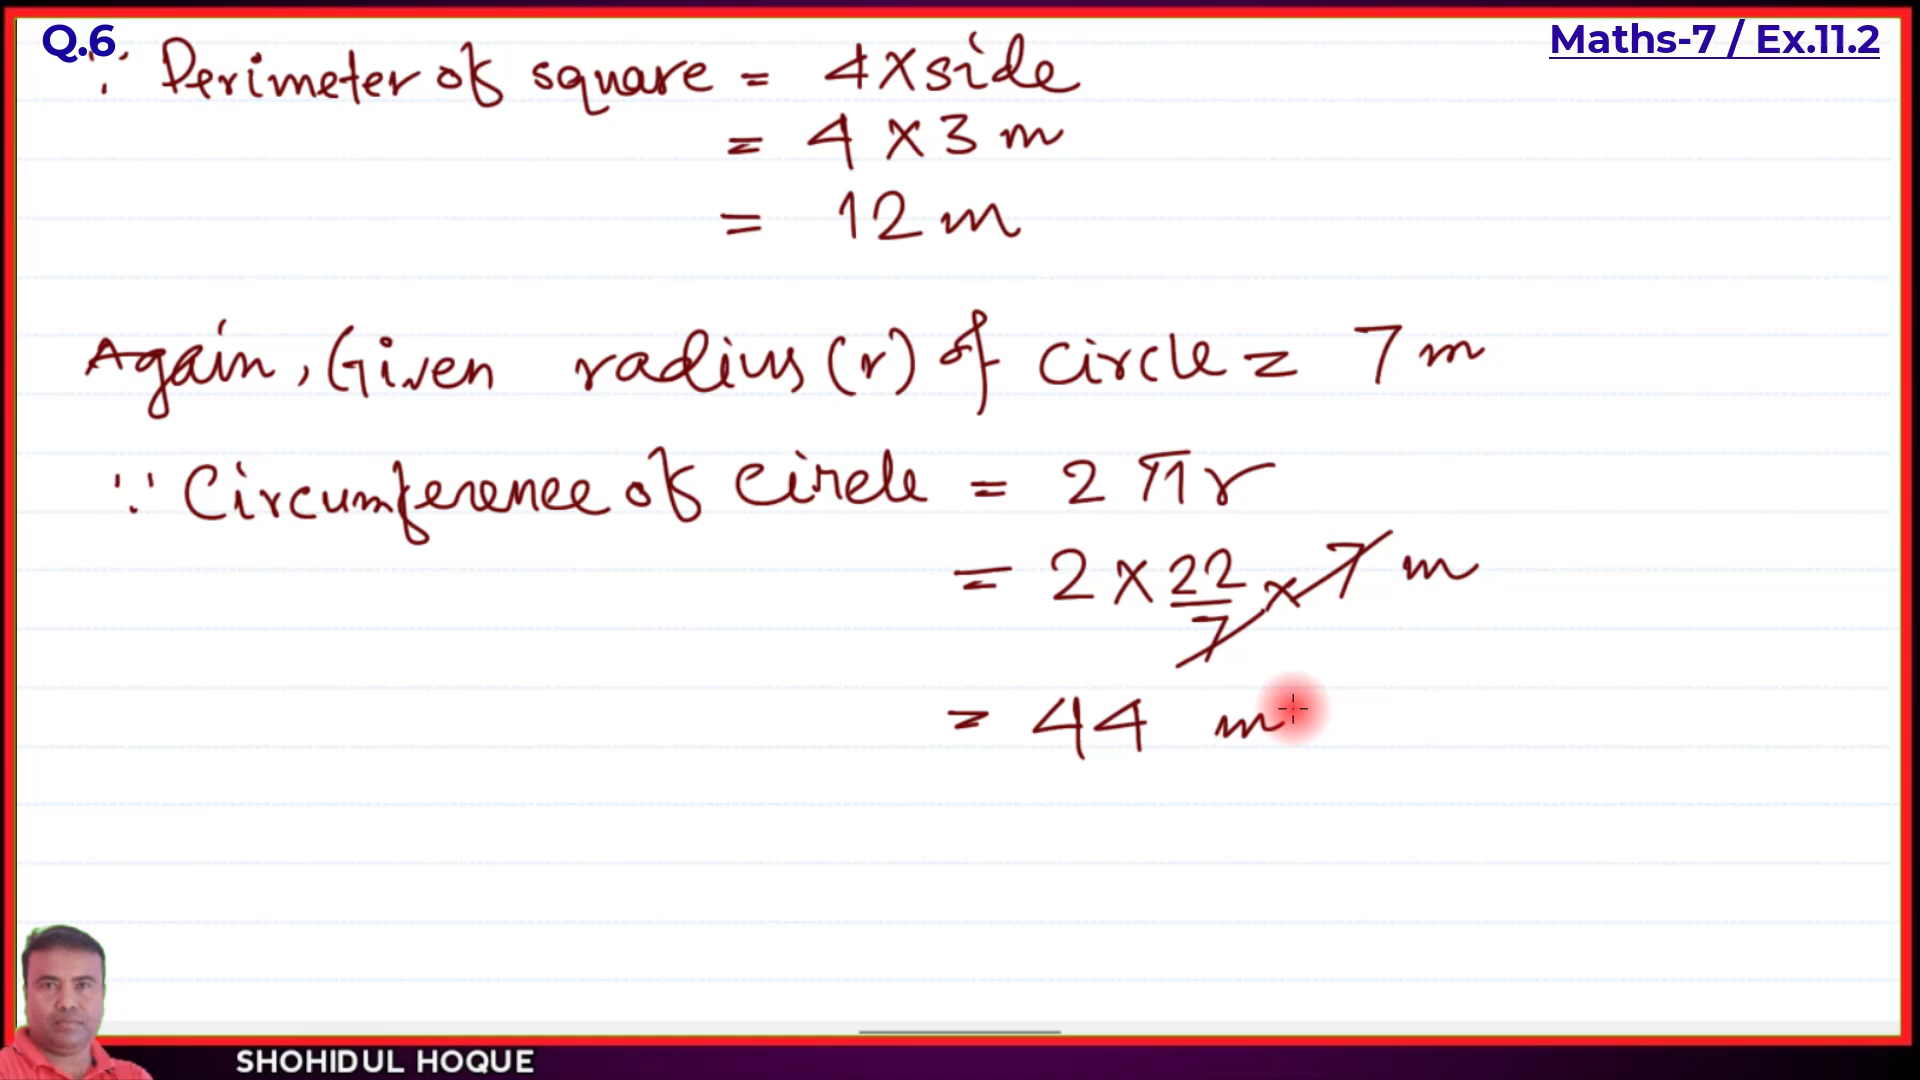 Q.6
Maths-7 / Ex.11.2
∵ Perimeter of square = 4×side
= 4 × 3 m
= 12 m
Again, Given radius (r) of circle = 7 m
∵ Circumference of circle = 2 π r
= 2 × 22/7 × 7 m
= 44 m
SHOHIDUL HOQUE